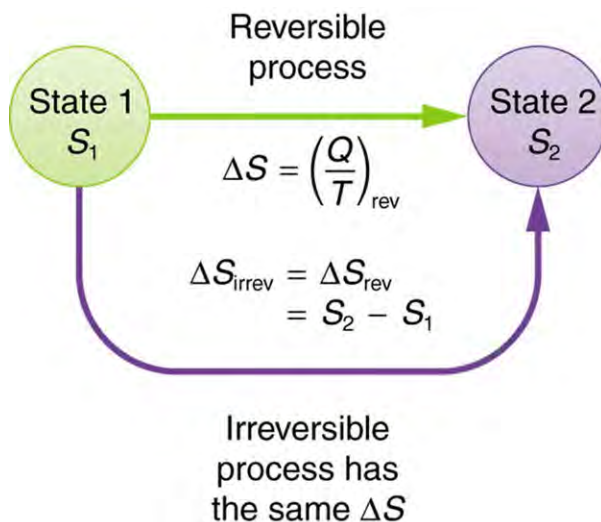 Reversible
process
State 1
S₁
State 2
S₂
ΔS = (Q/T)rev
ΔSirrev = ΔSrev
= S₂ − S₁
Irreversible
process has
the same ΔS